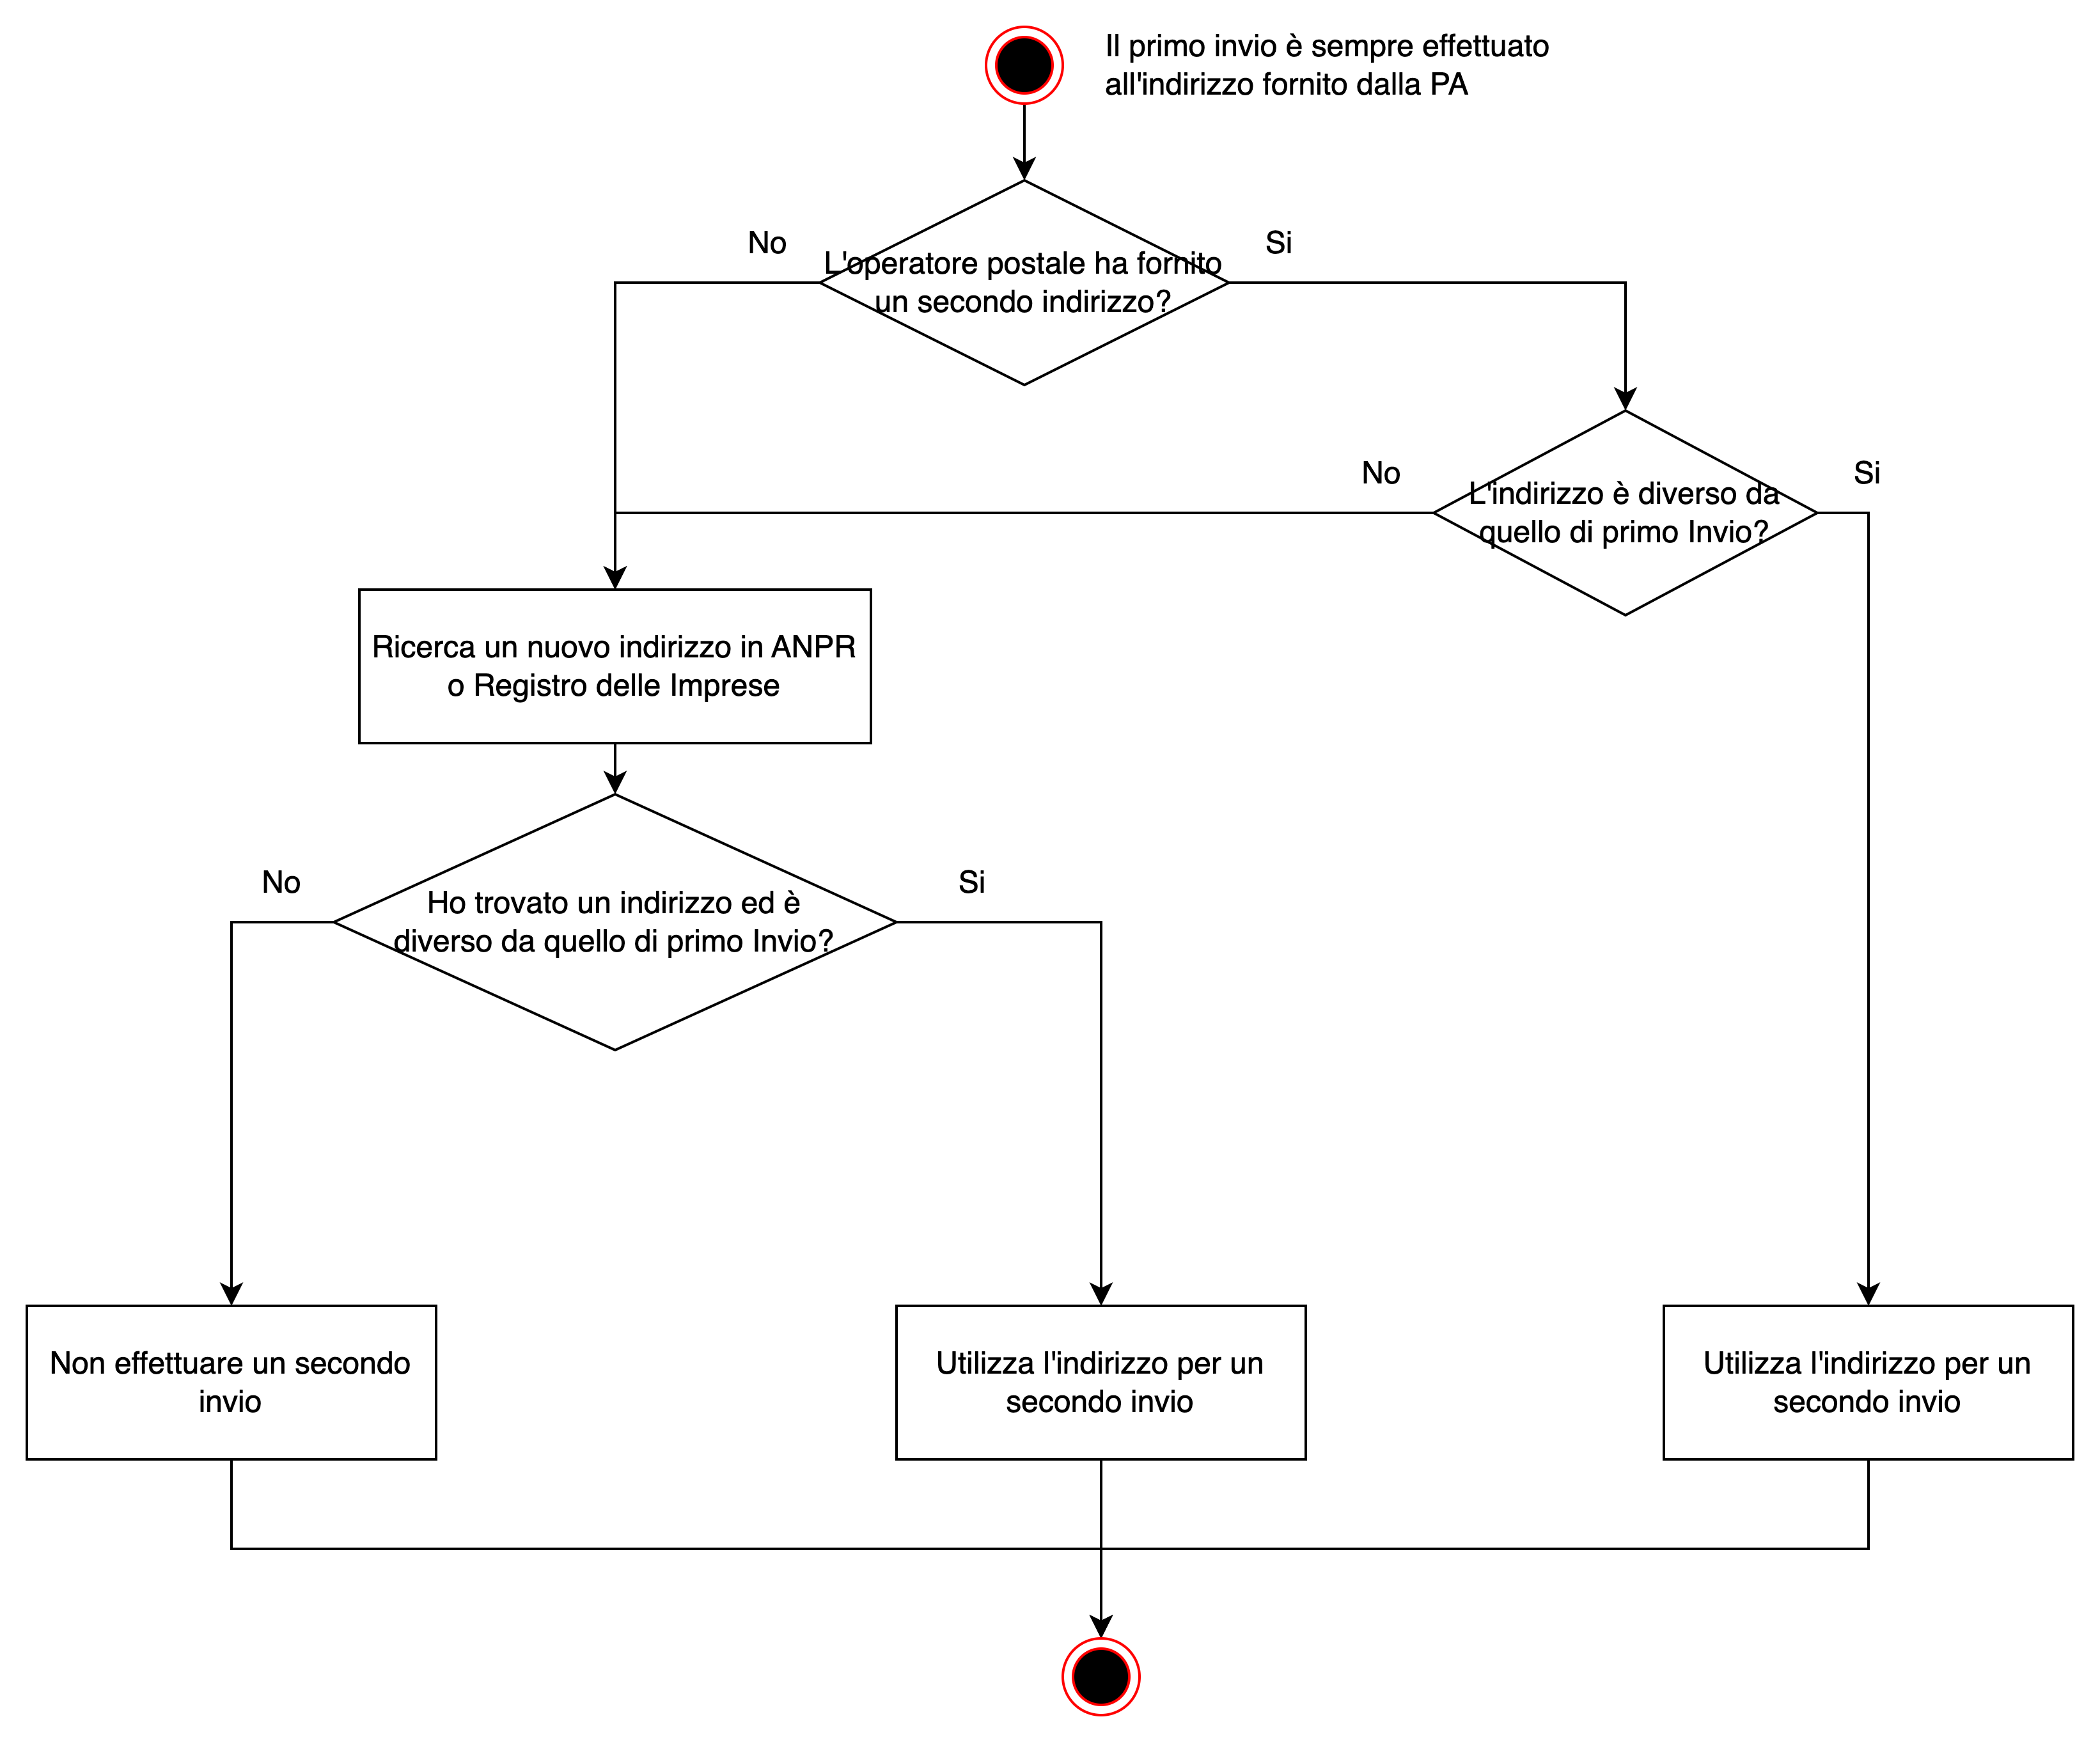 Il primo invio è sempre effettuato
all'indirizzo fornito dalla PA
No
Si
L'operatore postale ha fornito
un secondo indirizzo?
No
Si
L'indirizzo è diverso da
quello di primo Invio?
Ricerca un nuovo indirizzo in ANPR
o Registro delle Imprese
No
Si
Ho trovato un indirizzo ed è
diverso da quello di primo Invio?
Non effettuare un secondo
invio
Utilizza l'indirizzo per un
secondo invio
Utilizza l'indirizzo per un
secondo invio